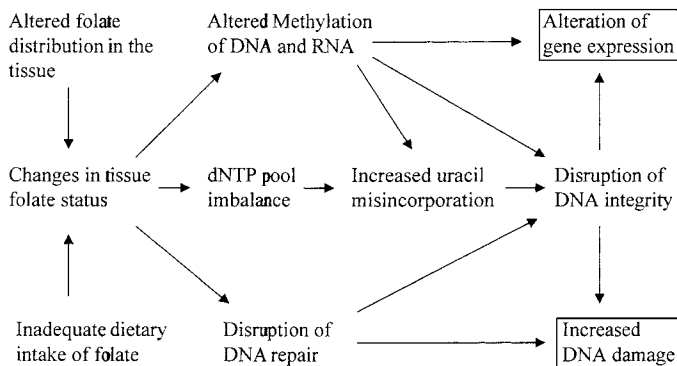 Altered folate
distribution in the
tissue
Altered Methylation
of DNA and RNA
Alteration of
gene expression
Changes in tissue
folate status
dNTP pool
imbalance
Increased uracil
misincorporation
Disruption of
DNA integrity
Inadequate dietary
intake of folate
Disruption of
DNA repair
Increased
DNA damage